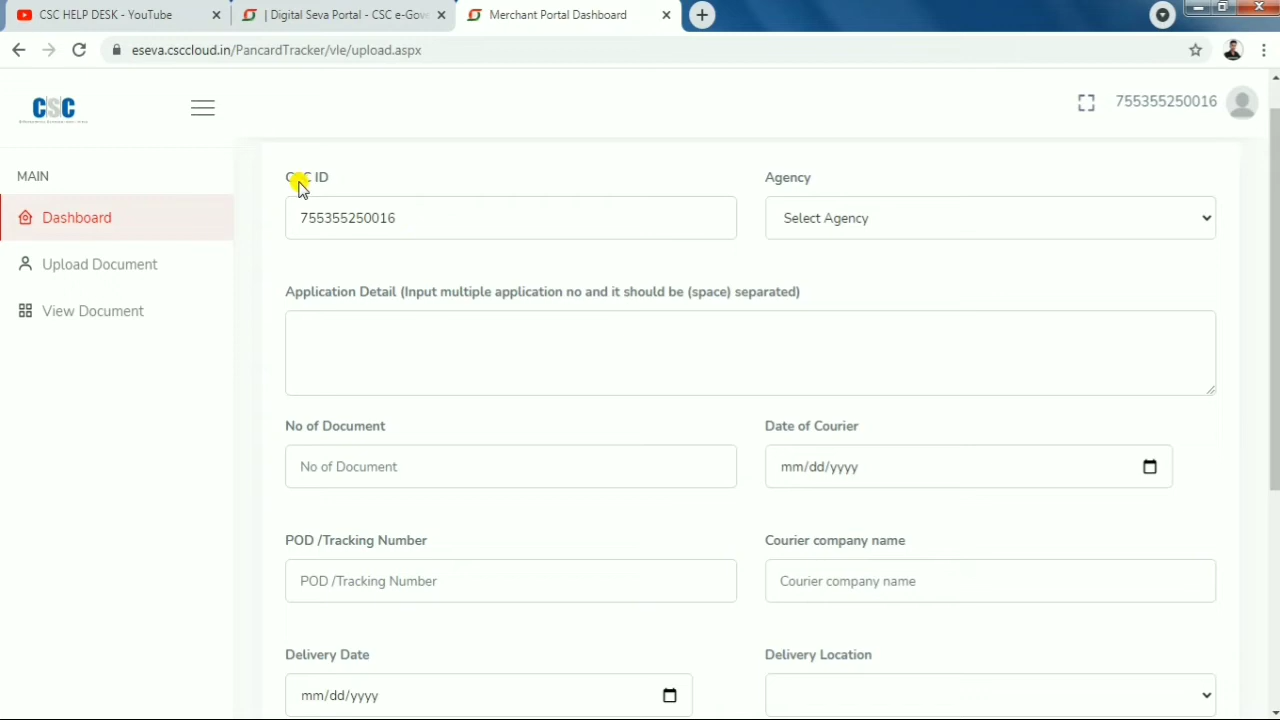 CSC HELP DESK - YouTube
| Digital Seva Portal - CSC e-Gov
Merchant Portal Dashboard
eseva.csccloud.in/PancardTracker/vle/upload.aspx
CSC
755355250016
MAIN
Dashboard
Upload Document
View Document
CSC ID
Agency
755355250016
Select Agency
Application Detail (Input multiple application no and it should be (space) separated)
No of Document
Date of Courier
No of Document
mm/dd/yyyy
POD /Tracking Number
Courier company name
POD /Tracking Number
Courier company name
Delivery Date
Delivery Location
mm/dd/yyyy